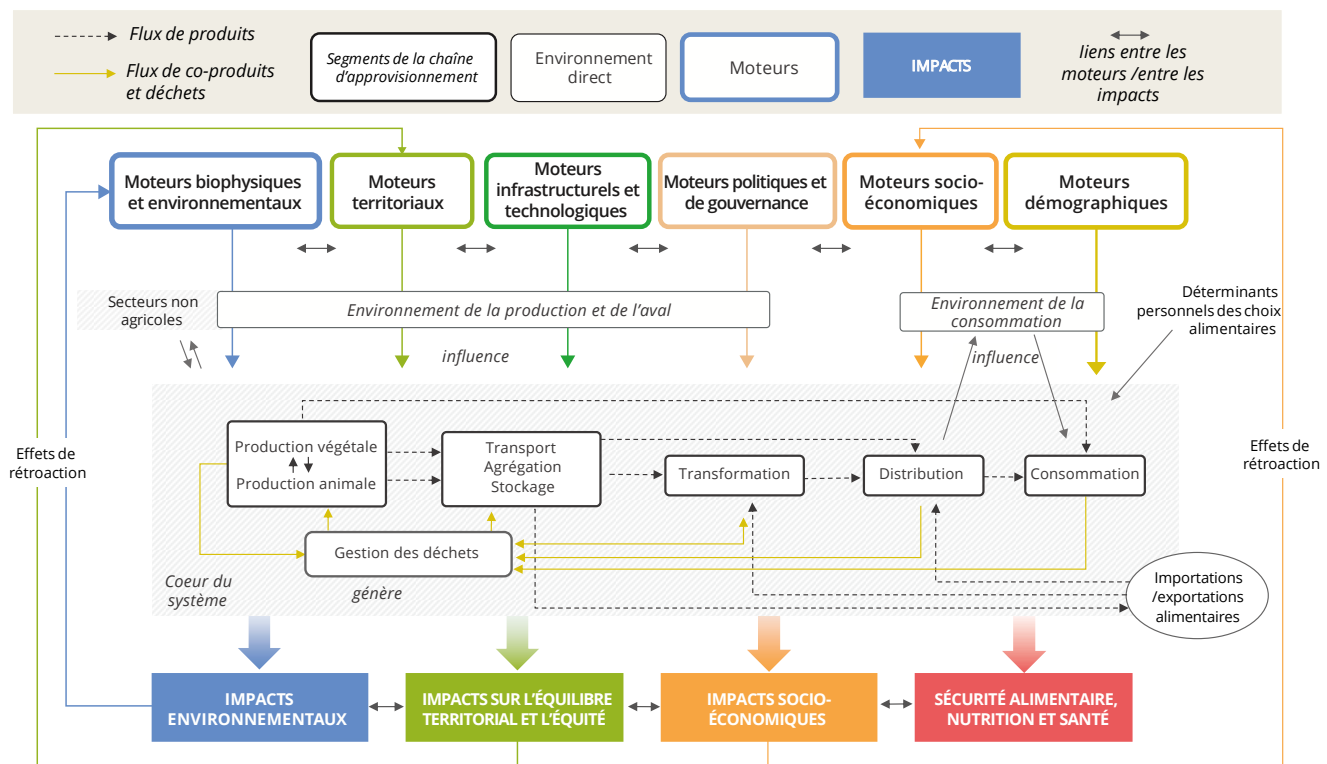 Flux de produits
Flux de co-produits
et déchets
Segments de la chaîne
d'approvisionnement
Environnement
direct
Moteurs
IMPACTS
liens entre les
moteurs /entre les
impacts
Moteurs biophysiques
et environnementaux
Moteurs
territoriaux
Moteurs
infrastructurels et
technologiques
Moteurs politiques et
de gouvernance
Moteurs socio-
économiques
Moteurs
démographiques
Secteurs non
agricoles
Environnement de la production et de l'aval
Environnement de la
consommation
Déterminants
personnels des choix
alimentaires
influence
influence
Effets de
rétroaction
Production végétale
Production animale
Transport
Agrégation
Stockage
Transformation
Distribution
Consommation
Effets de
rétroaction
Gestion des déchets
Coeur du
système
génère
Importations
/exportations
alimentaires
IMPACTS
ENVIRONNEMENTAUX
IMPACTS SUR L'ÉQUILIBRE
TERRITORIAL ET L'ÉQUITÉ
IMPACTS SOCIO-
ÉCONOMIQUES
SÉCURITÉ ALIMENTAIRE,
NUTRITION ET SANTÉ